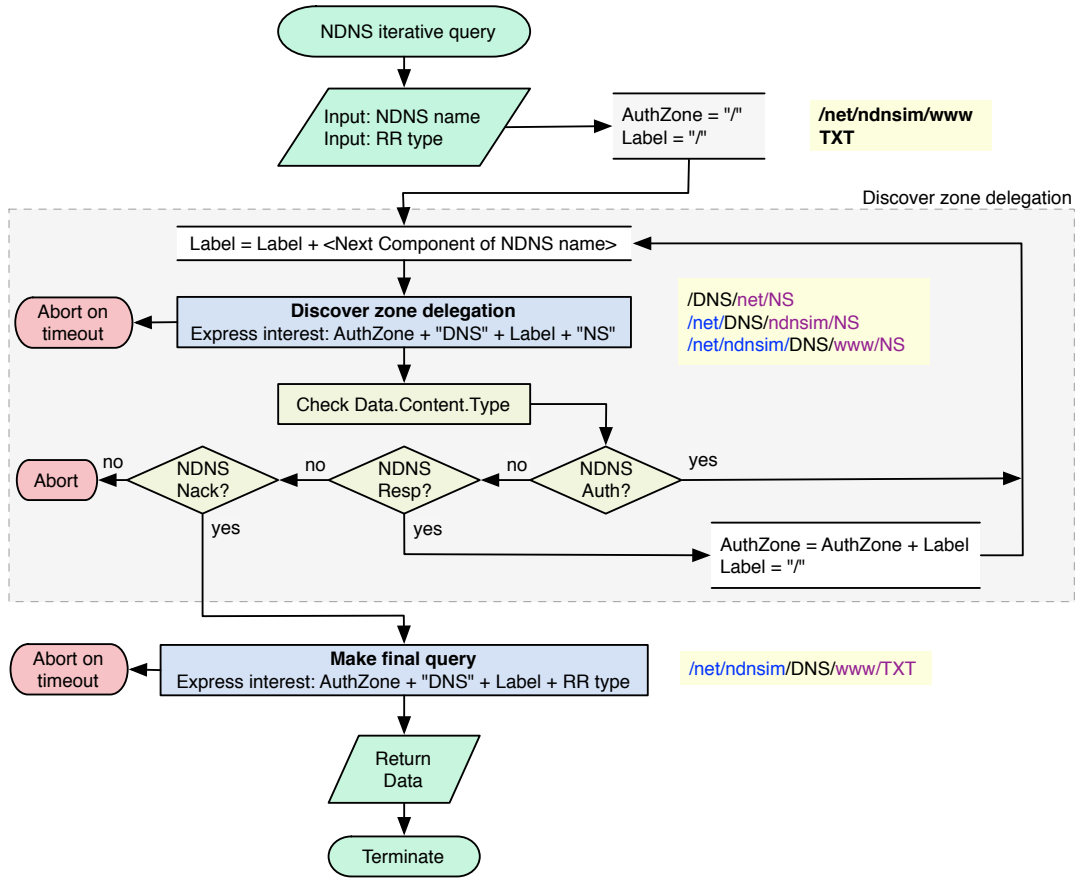 NDNS iterative query
Input: NDNS name
Input: RR type
AuthZone = "/"
Label = "/"
/net/ndnsim/www
TXT
Discover zone delegation
Label = Label + <Next Component of NDNS name>
Abort on
timeout
Discover zone delegation
Express interest: AuthZone + "DNS" + Label + "NS"
/DNS/net/NS
/net/DNS/ndnsim/NS
/net/ndnsim/DNS/www/NS
Check Data.Content.Type
Abort
no
NDNS
Nack?
no
NDNS
Resp?
no
NDNS
Auth?
yes
yes
yes
AuthZone = AuthZone + Label
Label = "/"
Abort on
timeout
Make final query
Express interest: AuthZone + "DNS" + Label + RR type
/net/ndnsim/DNS/www/TXT
Return
Data
Terminate